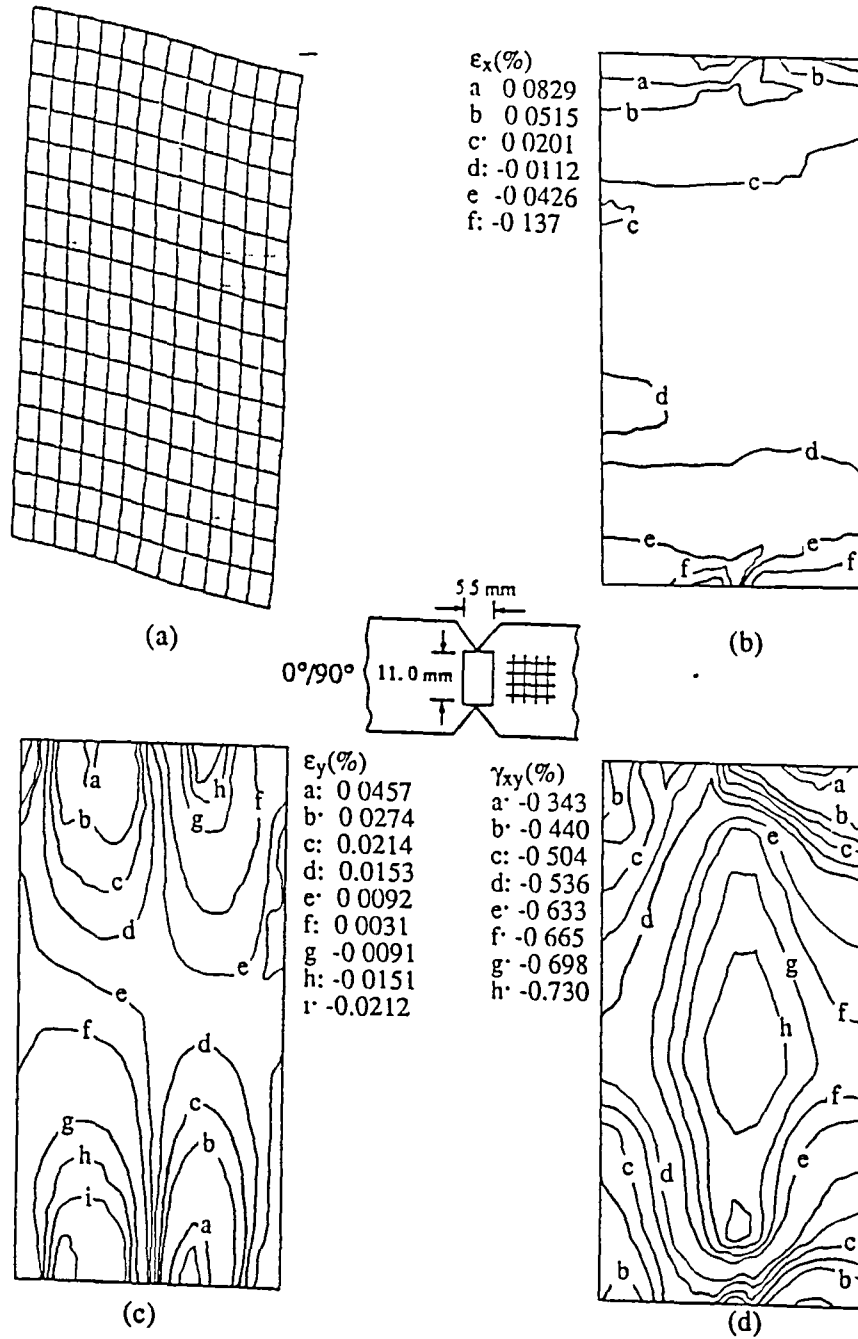 εx(%)
a 0 0829
b 0 0515
c· 0 0201
d: -0 0112
e -0 0426
f: -0 137
a
b
b
c
c
d
d
e
e
f
f
(a)
(b)
5 5 mm
0°/90°
11. 0 mm
εy(%)
a: 0 0457
b· 0 0274
c: 0.0214
d: 0.0153
e· 0 0092
f: 0 0031
g -0 0091
h: -0 0151
ı· -0.0212
a
h
f
b
g
c
d
e
e
f
d
g
c
h
b
i
a
(c)
γxy(%)
a· -0 343
b· -0 440
c: -0 504
d: -0 536
e· -0 633
f· -0 665
g· -0 698
h· -0.730
a
b
b
c
c
e
d
g
f
h
f
c
d
e
c
b
b
(d)